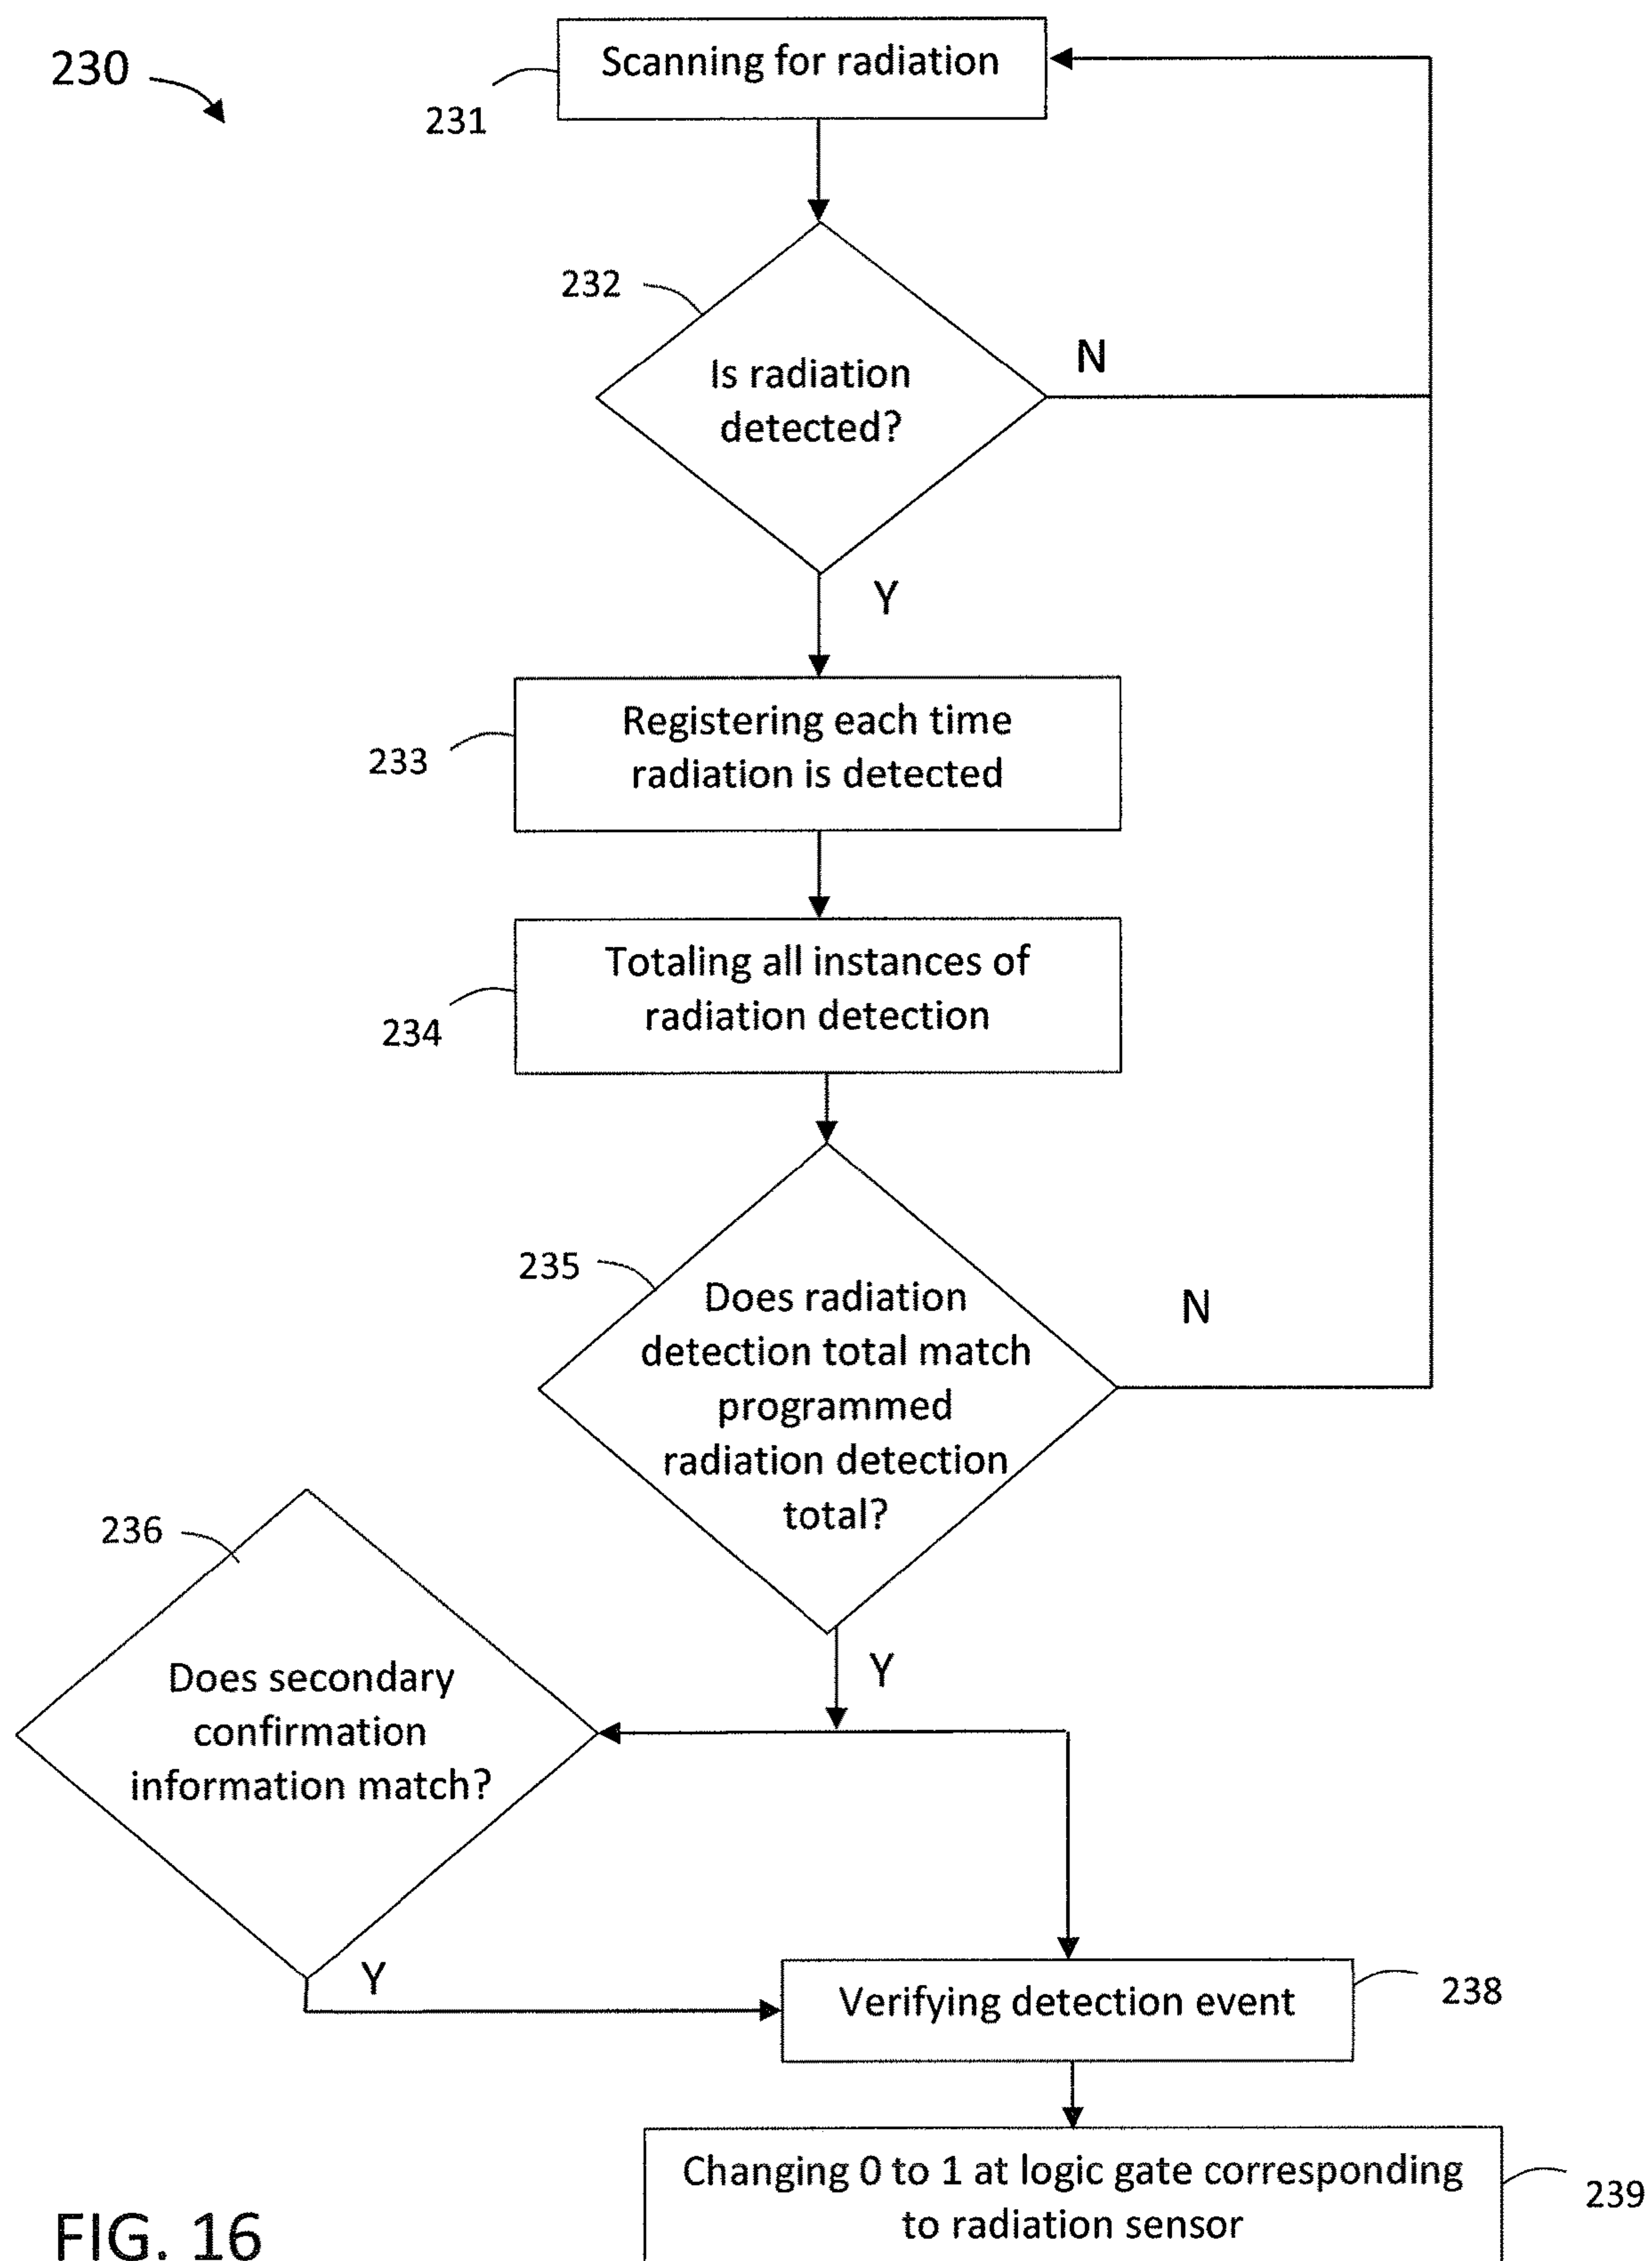 230
Scanning for radiation
231
232
N
Is radiation
detected?
Y
Registering each time
radiation is detected
233
Totaling all instances of
radiation detection
234
235
Does radiation
detection total match
programmed
radiation detection
total?
N
236
Y
Does secondary
confirmation
information match?
Y
Verifying detection event
238
Changing 0 to 1 at logic gate corresponding
to radiation sensor
239
FIG. 16